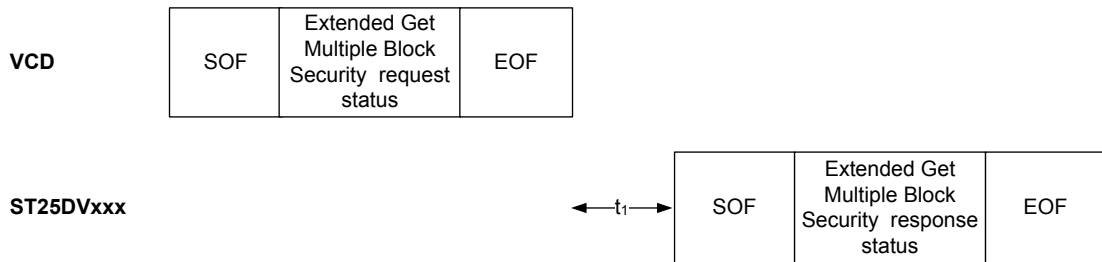 VCD
SOF
Extended Get
Multiple Block
Security request
status
EOF
ST25DVxxx
t1
SOF
Extended Get
Multiple Block
Security response
status
EOF